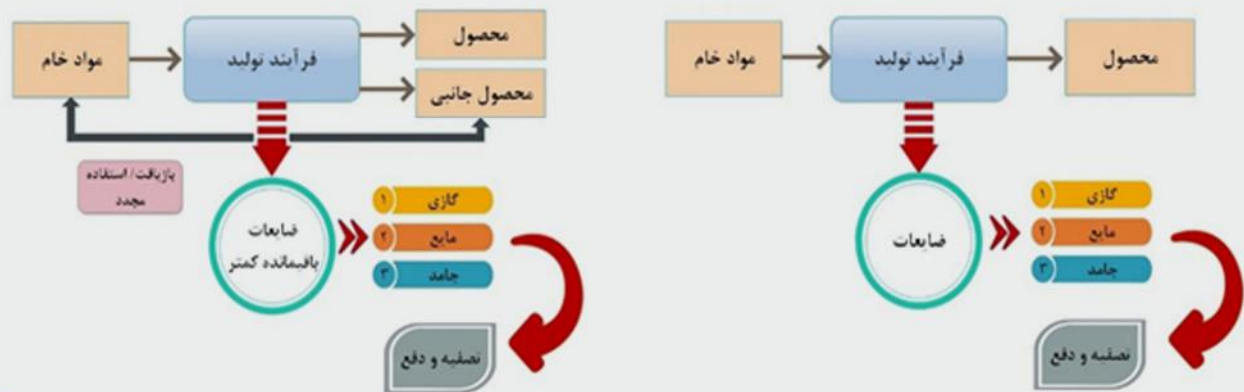 مواد خام
فرآیند تولید
محصول
ضایعات
۱ گازی
۲ مایع
۳ جامد
تصفیه و دفع
مواد خام
فرآیند تولید
محصول
محصول جانبی
بازیافت/ استفاده
مجدد
ضایعات
باقیمانده کمتر
۱ گازی
۲ مایع
۳ جامد
تصفیه و دفع